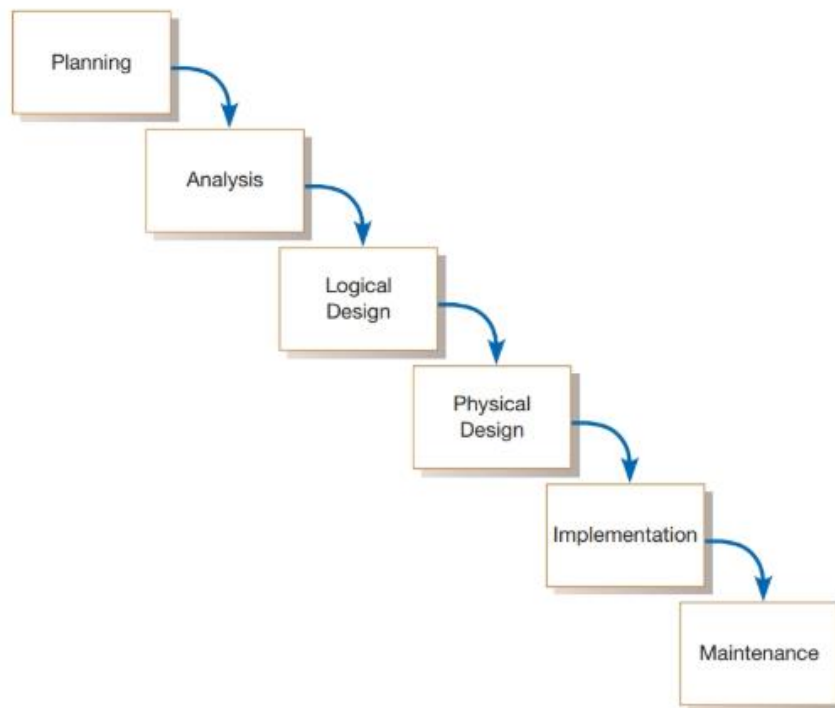 Planning
Analysis
Logical
Design
Physical
Design
Implementation
Maintenance